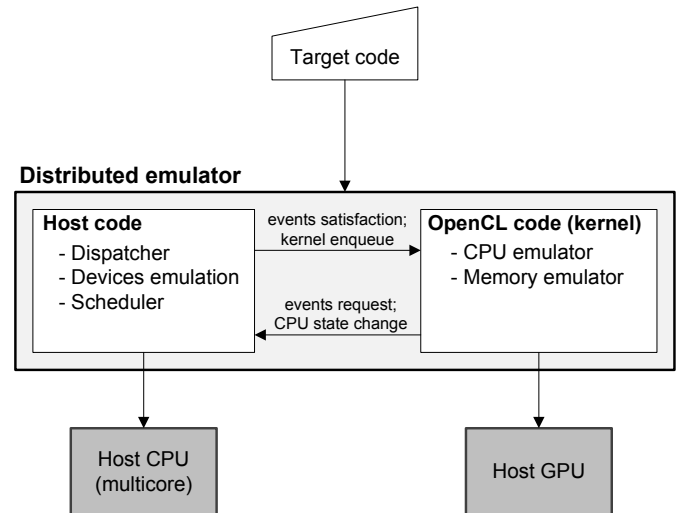 Target code
Distributed emulator
Host code
- Dispatcher
- Devices emulation
- Scheduler
events satisfaction;
kernel enqueue
events request;
CPU state change
OpenCL code (kernel)
- CPU emulator
- Memory emulator
Host CPU
(multicore)
Host GPU